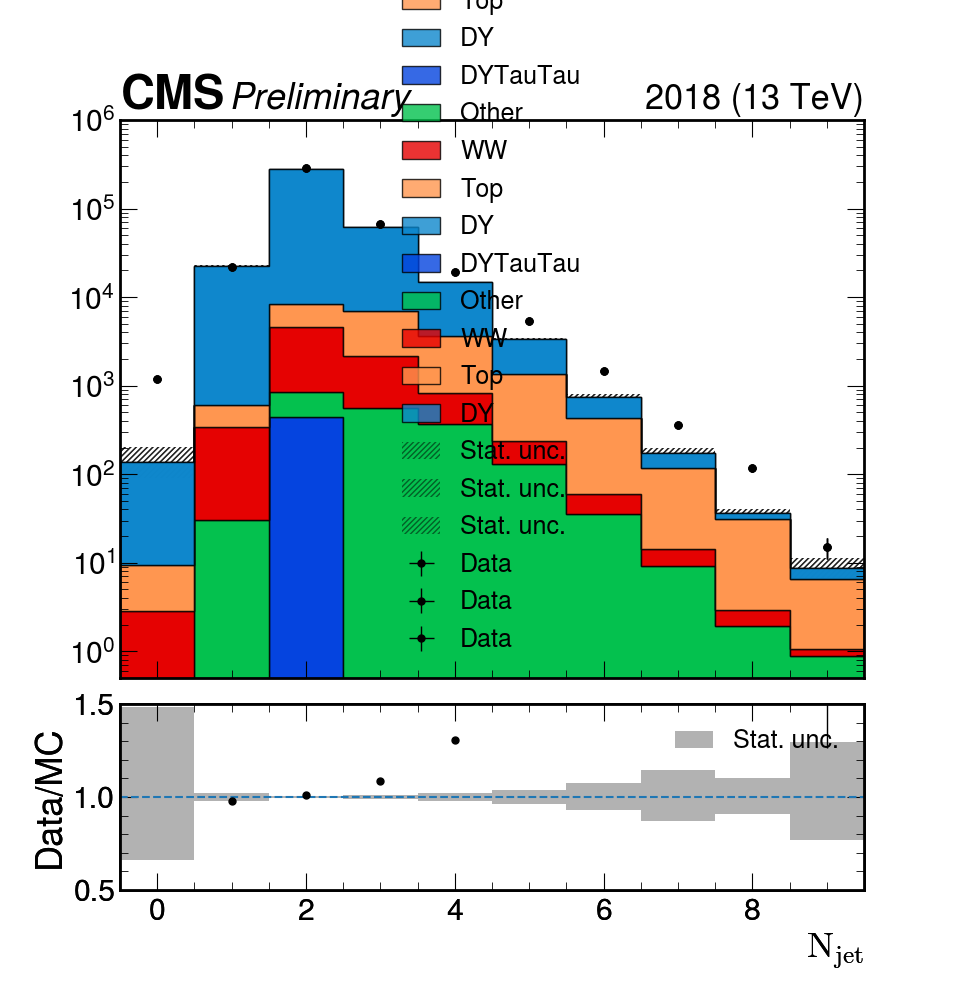 Top
DY
DYTauTau
CMS Preliminary 2018 (13 TeV)
Other
WW
Top
DY
DYTauTau
Other
WW
Top
DY
Stat. unc.
Stat. unc.
Stat. unc.
Data
Data
Data
10^6
10^5
10^4
10^3
10^2
10^1
10^0
Stat. unc.
Data/MC
1.5
1.0
0.5
0 2 4 6 8
N_jet